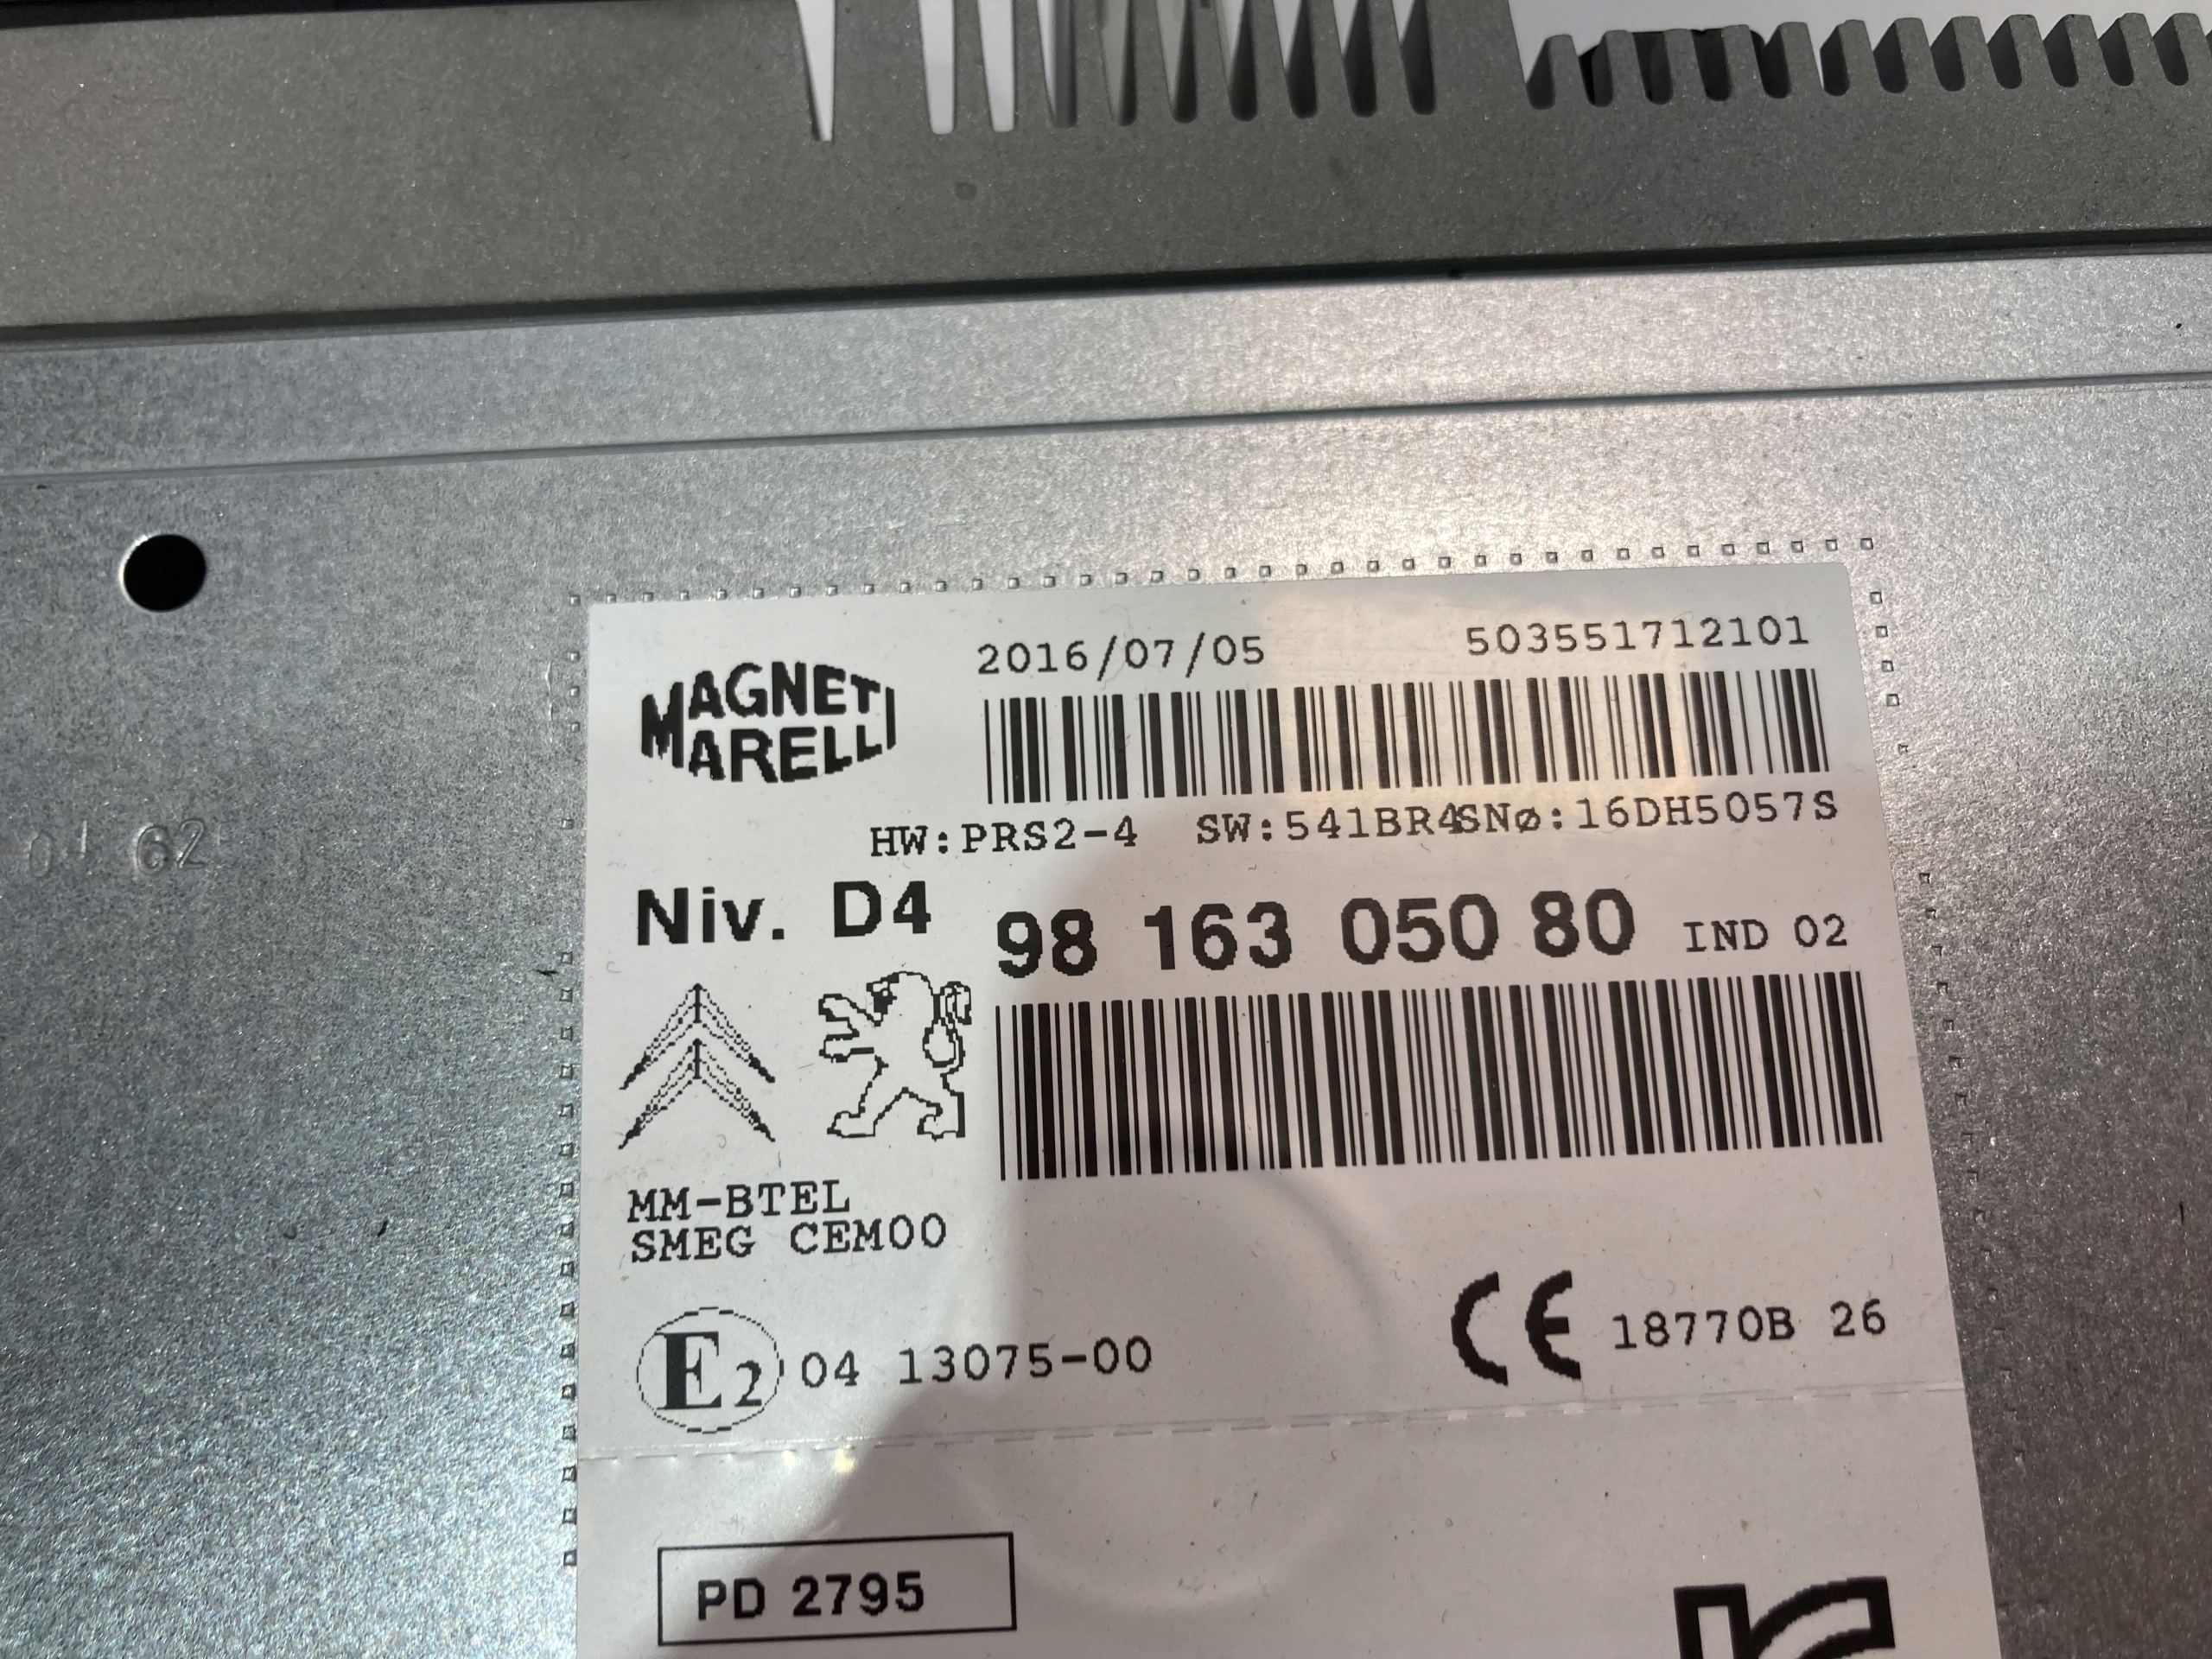 2016/07/05 503551712101
MAGNETI
MARELLI
HW:PRS2-4 SW:541BR4SNø:16DH5057S
Niv. D4 98 163 050 80 IND 02
MM-BTEL
SMEG CEM00
E2 04 13075-00 CE 18770B 26
PD 2795